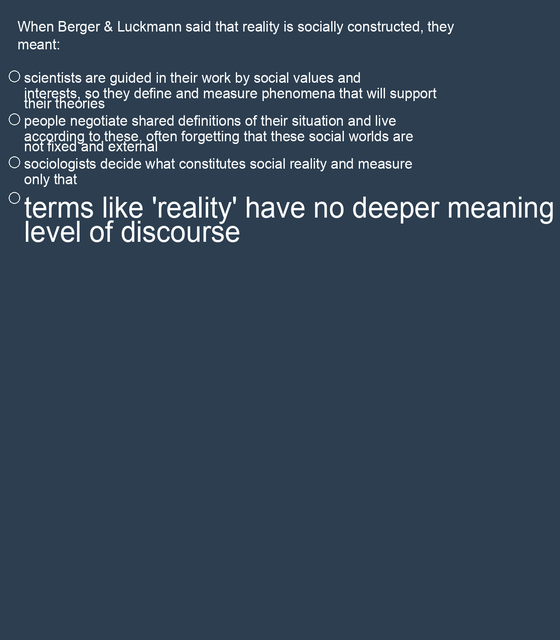 When Berger & Luckmann said that reality is socially constructed, they
meant:
scientists are guided in their work by social values and
interests, so they define and measure phenomena that will support
their theories
people negotiate shared definitions of their situation and live
according to these, often forgetting that these social worlds are
not fixed and external
sociologists decide what constitutes social reality and measure
only that
terms like 'reality' have no deeper meaning
level of discourse